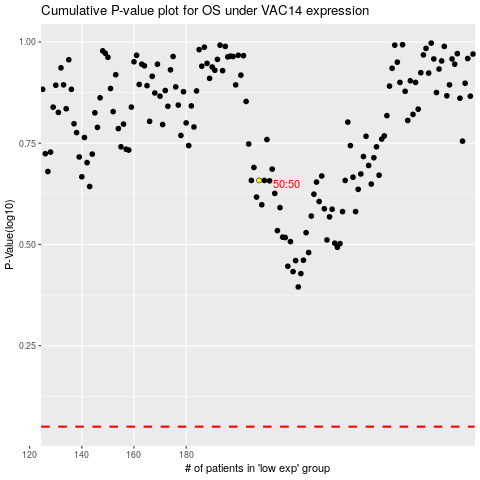 Cumulative P-value plot for OS under VAC14 expression
P-Value(log10)
1.00
0.75
0.50
0.25
50:50
120 140 160 180
# of patients in 'low exp' group